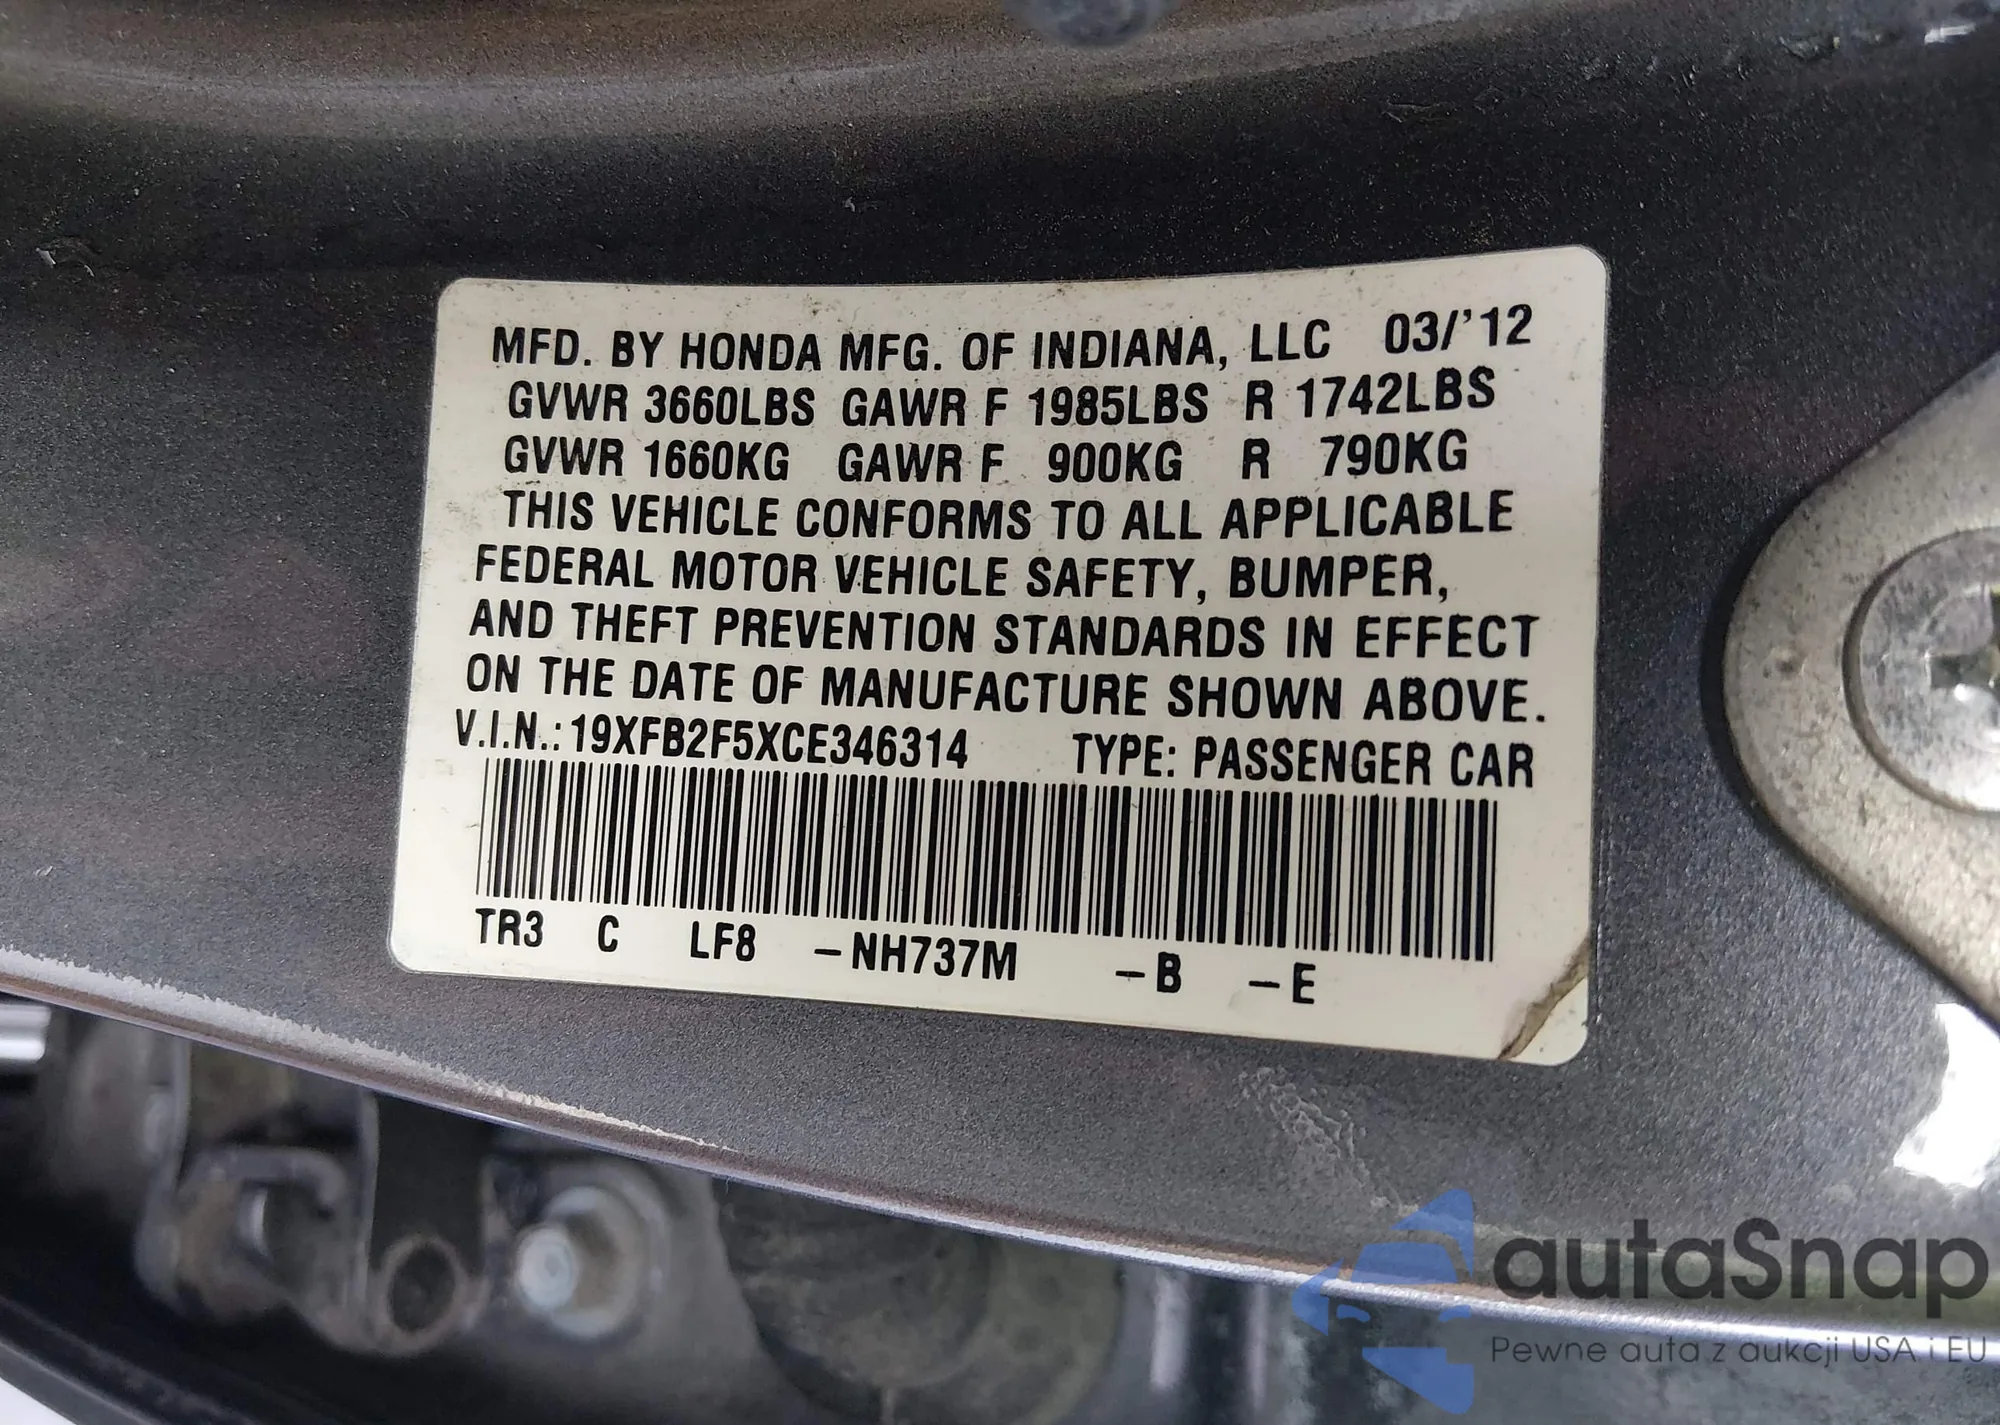 MFD. BY HONDA MFG. OF INDIANA, LLC 03/'12
GVWR 3660LBS GAWR F 1985LBS R 1742LBS
GVWR 1660KG GAWR F 900KG R 790KG
THIS VEHICLE CONFORMS TO ALL APPLICABLE
FEDERAL MOTOR VEHICLE SAFETY, BUMPER,
AND THEFT PREVENTION STANDARDS IN EFFECT
ON THE DATE OF MANUFACTURE SHOWN ABOVE.
V.I.N.: 19XFB2F5XCE346314 TYPE: PASSENGER CAR
TR3 C LF8 -NH737M -B -E
autaSnap
Pewne auta z aukcji USA i EU